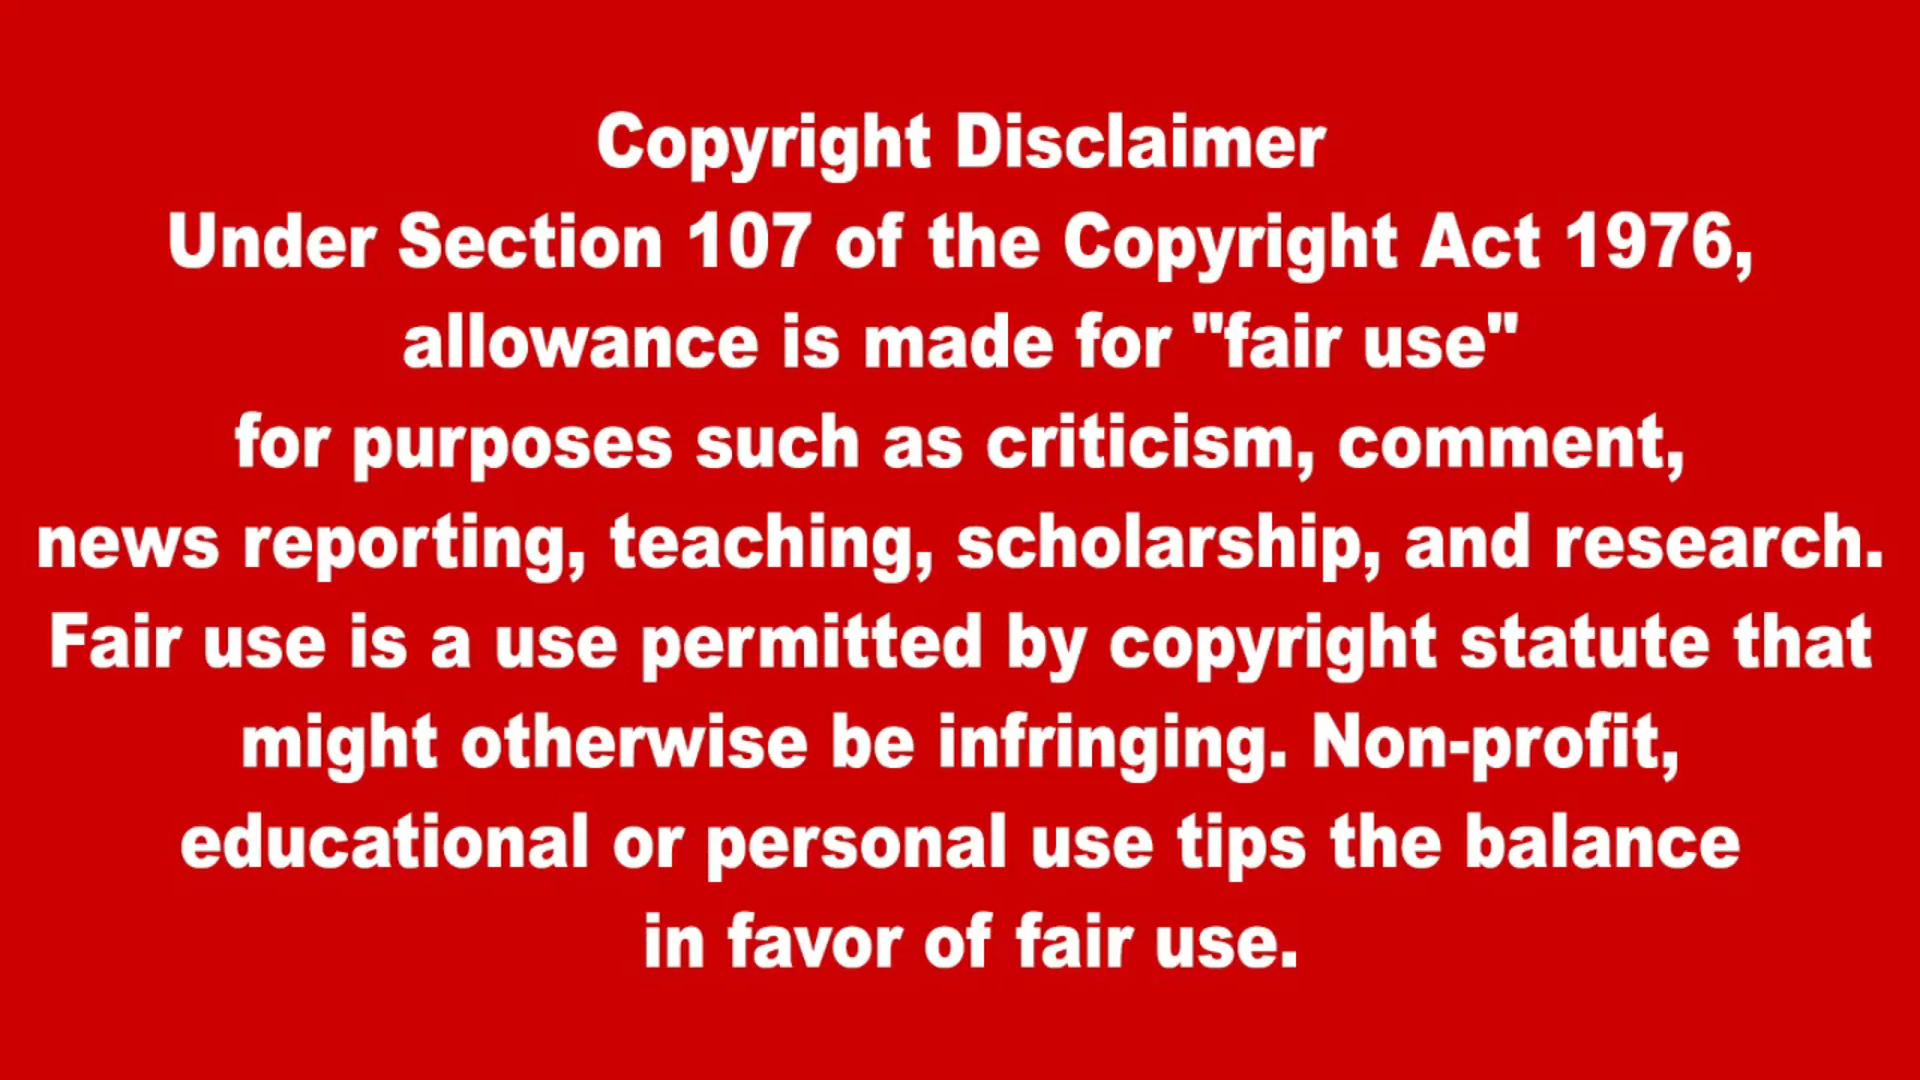 Copyright Disclaimer
Under Section 107 of the Copyright Act 1976,
allowance is made for "fair use"
for purposes such as criticism, comment,
news reporting, teaching, scholarship, and research.
Fair use is a use permitted by copyright statute that
might otherwise be infringing. Non-profit,
educational or personal use tips the balance
in favor of fair use.